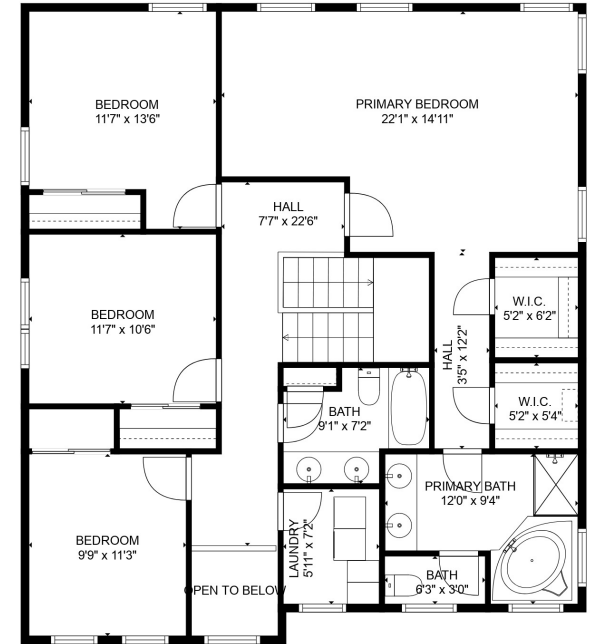 BEDROOM
11'7" x 13'6"
PRIMARY BEDROOM
22'1" x 14'11"
HALL
7'7" x 22'6"
BEDROOM
11'7" x 10'6"
W.I.C.
5'2" x 6'2"
HALL
3'5" x 12'2"
W.I.C.
5'2" x 5'4"
BATH
9'1" x 7'2"
PRIMARY BATH
12'0" x 9'4"
BEDROOM
9'9" x 11'3"
LAUNDRY
5'11" x 7'2"
OPEN TO BELOW
BATH
6'3" x 3'0"